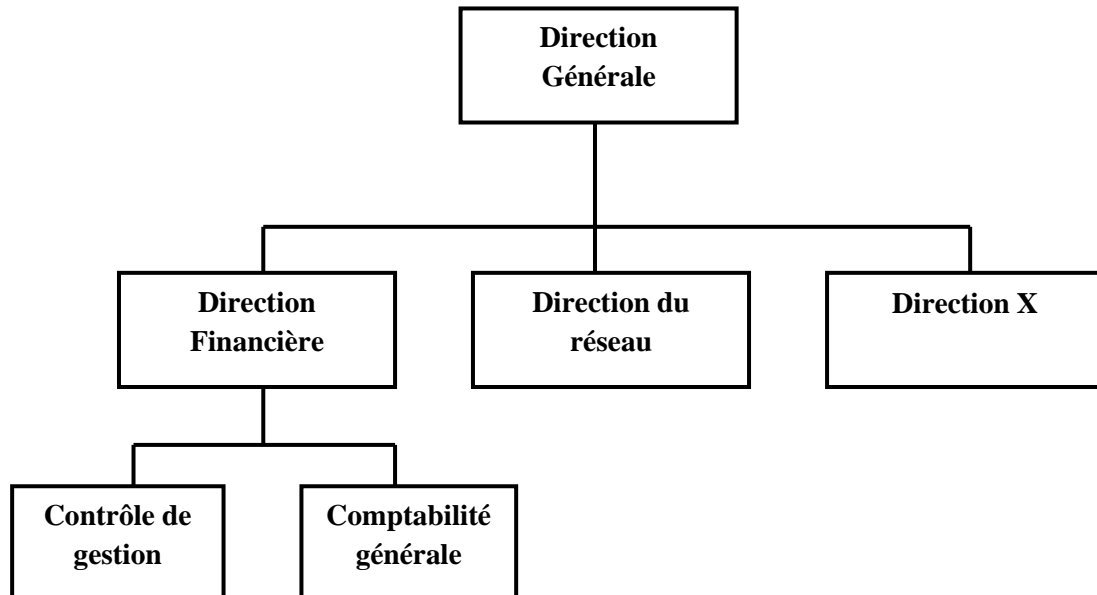 Direction
Générale
Direction
Financière
Direction du
réseau
Direction X
Contrôle de
gestion
Comptabilité
générale